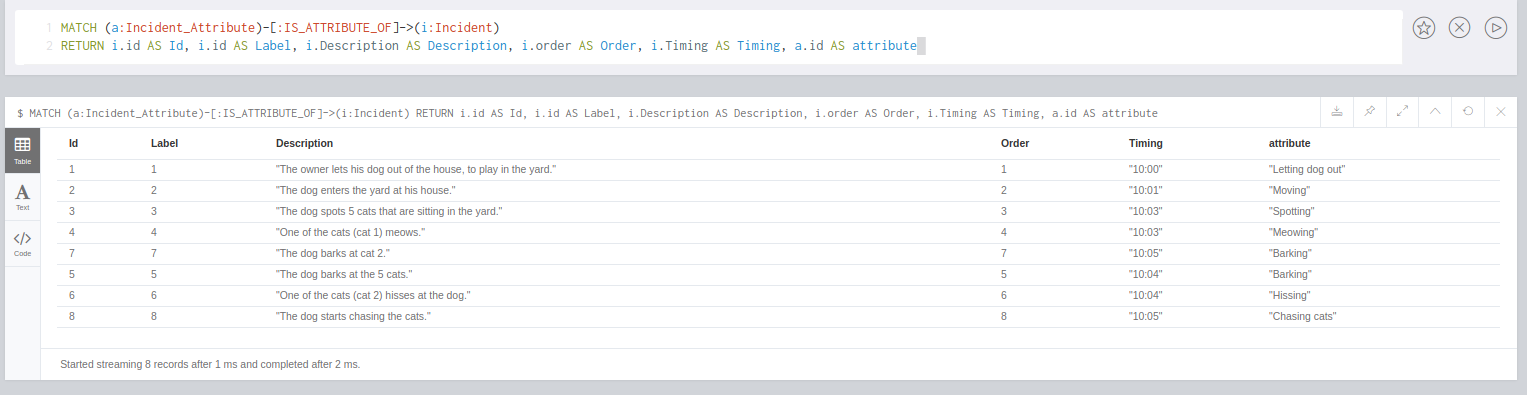 1 MATCH (a:Incident_Attribute)-[:IS_ATTRIBUTE_OF]->(i:Incident)
2 RETURN i.id AS Id, i.id AS Label, i.Description AS Description, i.order AS Order, i.Timing AS Timing, a.id AS attribute
$ MATCH (a:Incident_Attribute)-[:IS_ATTRIBUTE_OF]->(i:Incident) RETURN i.id AS Id, i.id AS Label, i.Description AS Description, i.order AS Order, i.Timing AS Timing, a.id AS attribute
Table
A
Text
</>
Code
Id Label Description Order Timing attribute
1 1 "The owner lets his dog out of the house, to play in the yard." 1 "10:00" "Letting dog out"
2 2 "The dog enters the yard at his house." 2 "10:01" "Moving"
3 3 "The dog spots 5 cats that are sitting in the yard." 3 "10:03" "Spotting"
4 4 "One of the cats (cat 1) meows." 4 "10:03" "Meowing"
7 7 "The dog barks at cat 2." 7 "10:05" "Barking"
5 5 "The dog barks at the 5 cats." 5 "10:04" "Barking"
6 6 "One of the cats (cat 2) hisses at the dog." 6 "10:04" "Hissing"
8 8 "The dog starts chasing the cats." 8 "10:05" "Chasing cats"
Started streaming 8 records after 1 ms and completed after 2 ms.